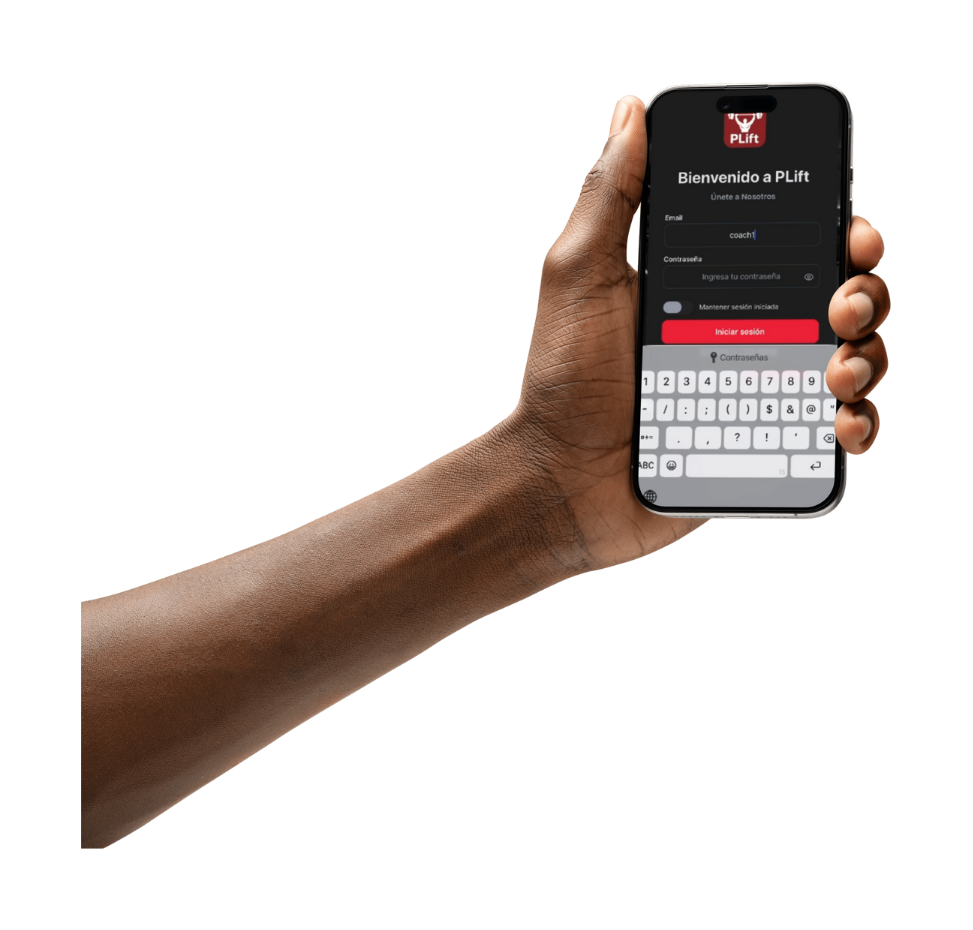 PLift
Bienvenido a PLift
Únete a Nosotros
Email
coach1
Contraseña
Ingresa tu contraseña
Mantener sesión iniciada
Iniciar sesión
Contraseñas
1 2 3 4 5 6 7 8 9
- / : ; ( ) $ & @ "
#+= . , ? ! '
ABC